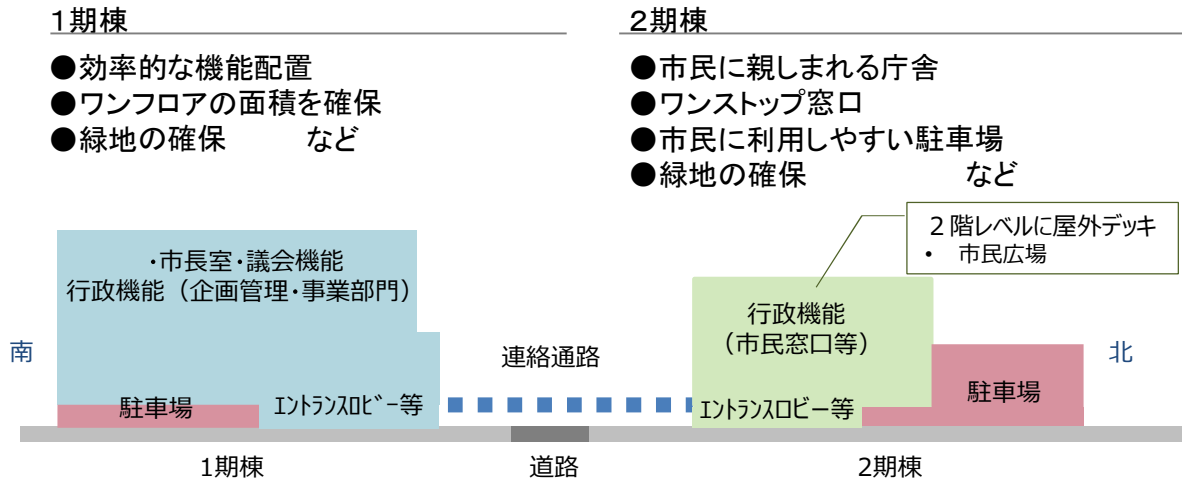 1期棟
●効率的な機能配置
●ワンフロアの面積を確保
●緑地の確保　　　など
2期棟
●市民に親しまれる庁舎
●ワンストップ窓口
●市民に利用しやすい駐車場
●緑地の確保　　　　　など
２階レベルに屋外デッキ
• 市民広場
・市長室・議会機能
行政機能（企画管理・事業部門）
行政機能
（市民窓口等）
南
連絡通路
北
駐車場
ｴﾝﾄﾗﾝｽﾛﾋﾞｰ等
エントランスロビー等
駐車場
1期棟
道路
2期棟